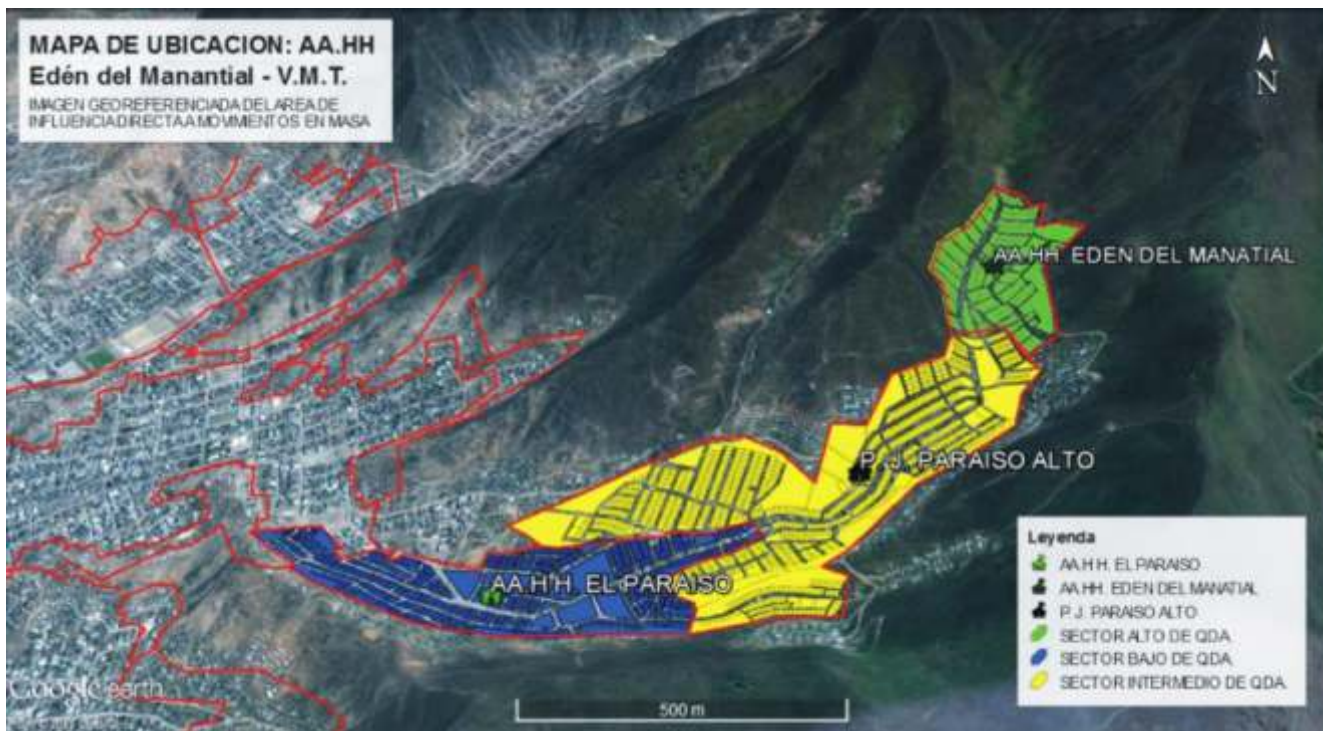 MAPA DE UBICACION: AA.HH
Edén del Manantial - V.M.T.
IMAGEN GEOREFERENCIADA DEL AREA DE
INFLUENCIA DIRECTA A MOVIMIENTOS EN MASA
N
AA.HH. EDEN DEL MANATIAL
P. J. PARAISO ALTO
AA.H H. EL PARAISO
Leyenda
AA.H H. EL PARAISO
AA.HH. EDEN DEL MANATIAL
P. J. PARAISO ALTO
SECTOR ALTO DE QDA.
SECTOR BAJO DE QDA.
SECTOR INTERMEDIO DE QDA.
Google earth
500 m